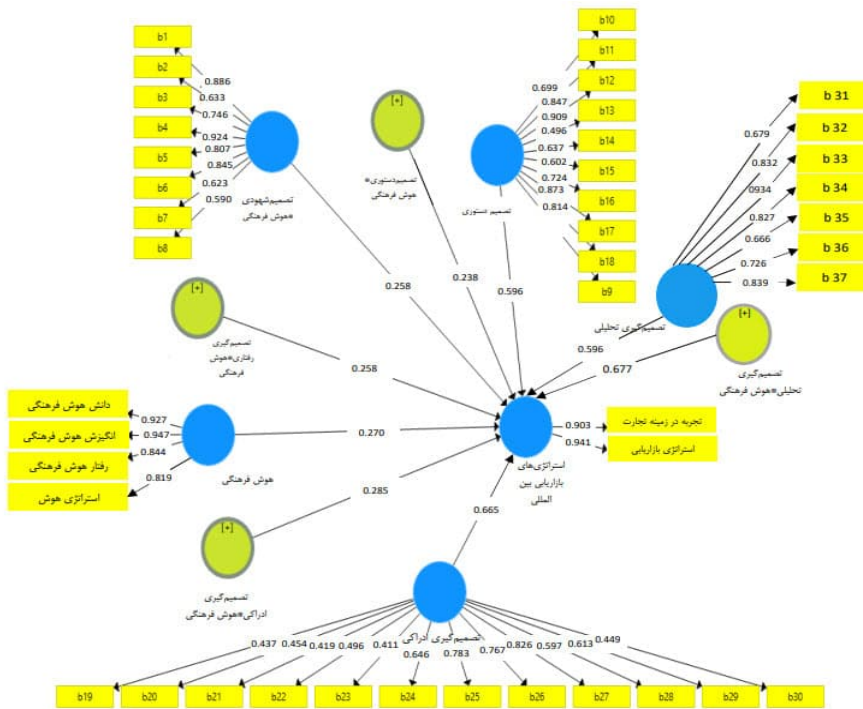 b1
b2
b3
b4
b5
b6
b7
b8
0.886
0.633
0.746
0.924
0.807
0.845
0.623
0.590
تصمیم شهودی
*هوش فرهنگی
[+]
تصمیم دستوری*
هوش فرهنگی
b10
b11
b12
b13
b14
b15
b16
b17
b18
b9
0.699
0.847
0.909
0.496
0.637
0.602
0.724
0.873
0.814
تصمیم دستوری
b 31
b 32
b 33
b 34
b 35
b 36
b 37
0.679
0.832
0934
0.827
0.666
0.726
0.839
تصمیم‌گیری تحلیلی
[+]
تصمیم‌گیری
تحلیلی*هوش فرهنگی
0.258
0.238
0.596
0.596
0.677
[+]
تصمیم‌گیری
رفتاری*هوش
فرهنگی
0.258
دانش هوش فرهنگی
انگیزش هوش فرهنگی
رفتار هوش فرهنگی
استراتژی هوش
0.927
0.947
0.844
0.819
هوش فرهنگی
0.270
0.903
0.941
تجربه در زمینه تجارت
استراتژی بازاریابی
استراتژی‌های
بازاریابی بین
المللی
0.285
0.665
[+]
تصمیم‌گیری
ادراکی*هوش فرهنگی
تصمیم‌گیری ادراکی
0.437
0.454
0.419
0.496
0.411
0.646
0.783
0.767
0.826
0.597
0.613
0.449
b19
b20
b21
b22
b23
b24
b25
b26
b27
b28
b29
b30